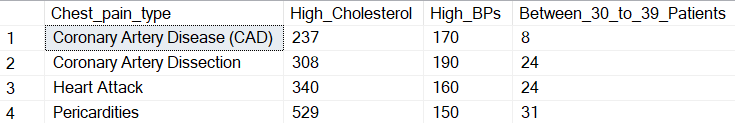 Chest_pain_type High_Cholesterol High_BPs Between_30_to_39_Patients
1 Coronary Artery Disease (CAD) 237 170 8
2 Coronary Artery Dissection 308 190 24
3 Heart Attack 340 160 24
4 Pericardities 529 150 31